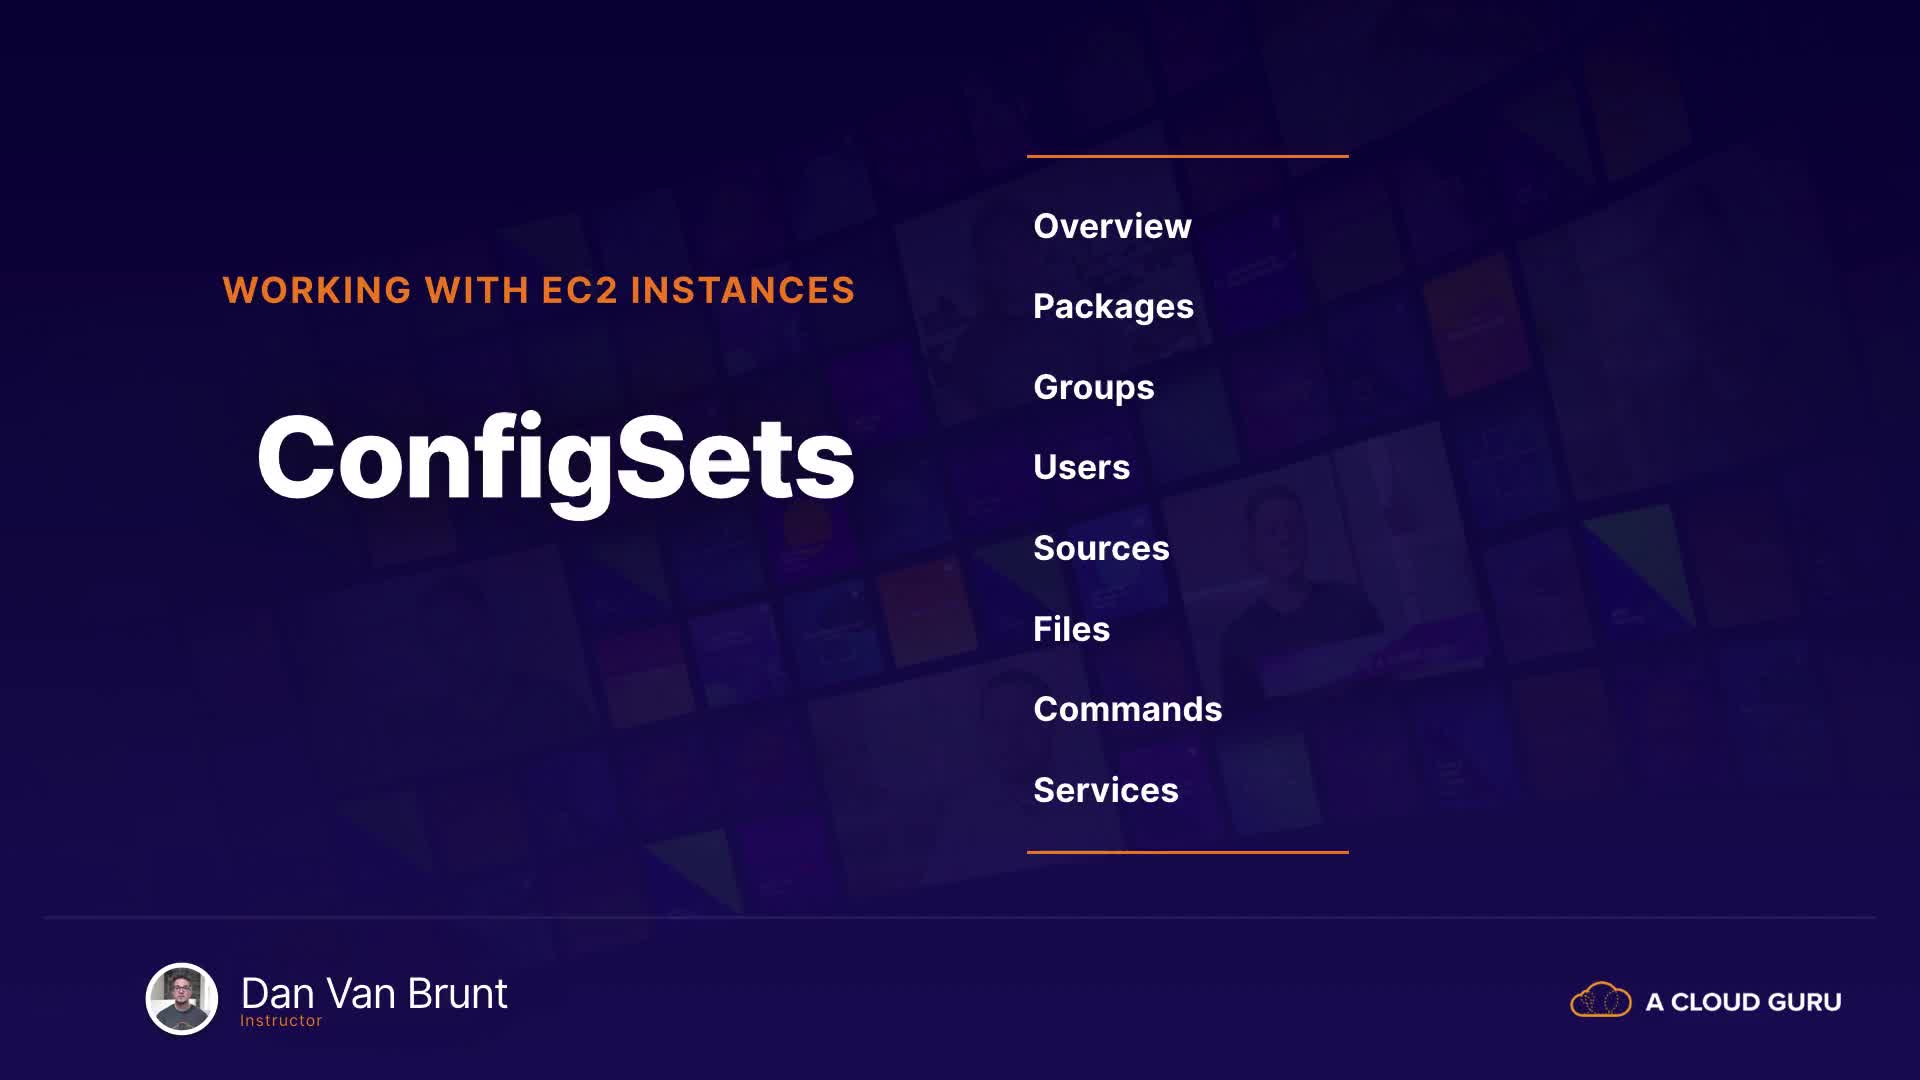 WORKING WITH EC2 INSTANCES
ConfigSets
Overview
Packages
Groups
Users
Sources
Files
Commands
Services
Dan Van Brunt
Instructor
A CLOUD GURU